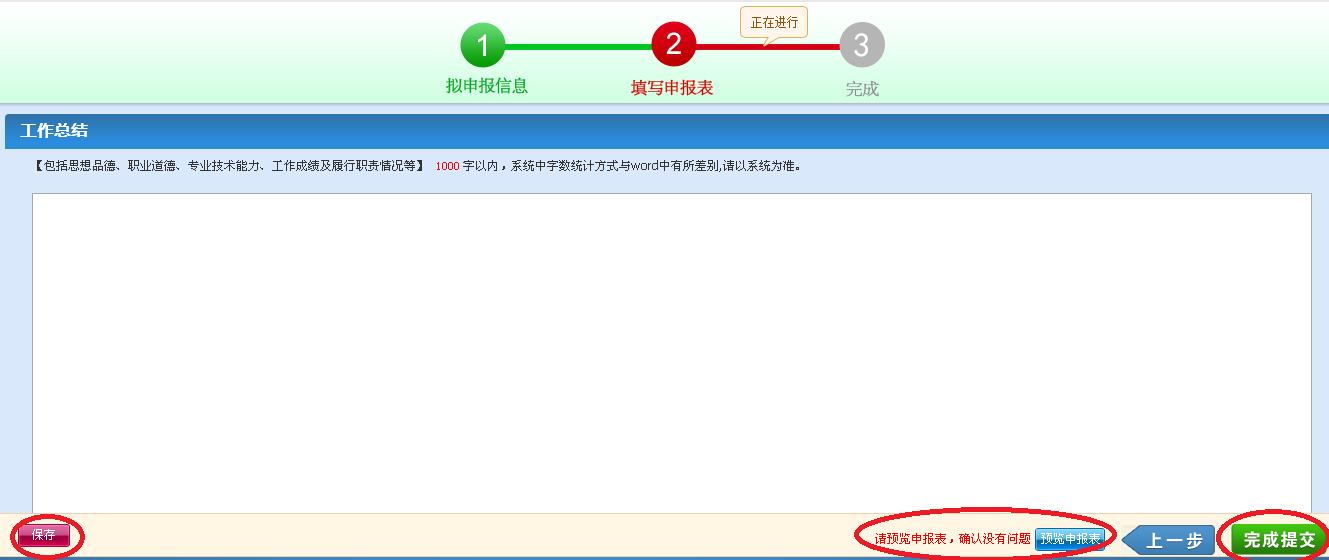 正在进行
1 2 3
拟申报信息 填写申报表 完成
工作总结
【包括思想品德、职业道德、专业技术能力、工作成绩及履行职责情况等】 1000 字以内，系统中字数统计方式与word中有所差别,请以系统为准。
保存 请预览申报表，确认没有问题 预览申报表 上一步 完成提交